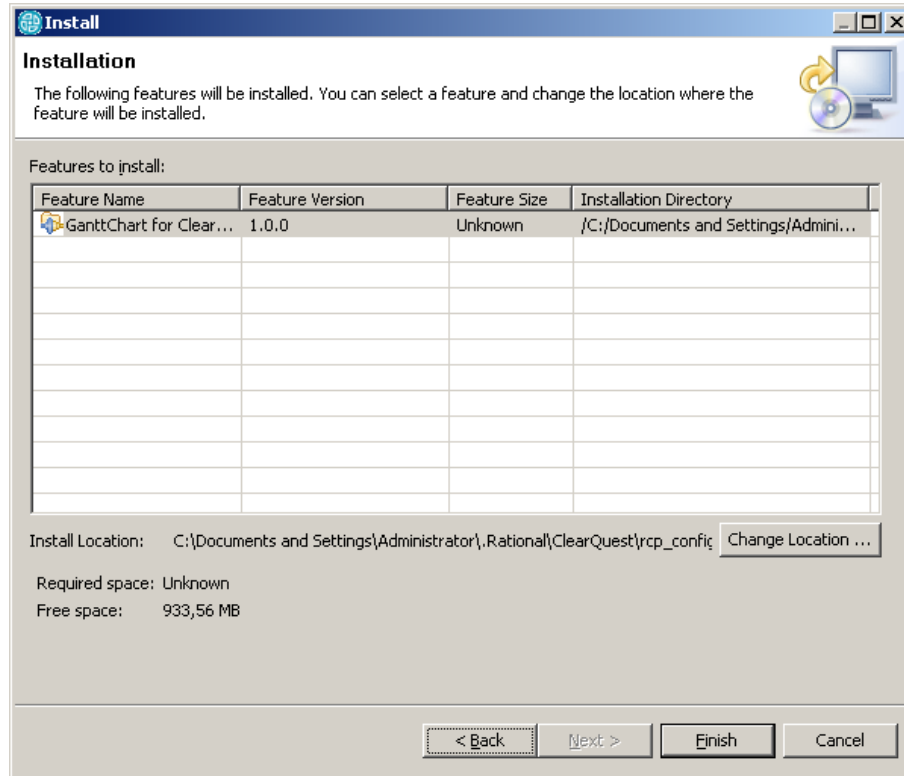 Install
Installation
The following features will be installed. You can select a feature and change the location where the
feature will be installed.
Features to install:
Feature Name Feature Version Feature Size Installation Directory
GanttChart for Clear... 1.0.0 Unknown /C:/Documents and Settings/Admini...
Install Location: C:\Documents and Settings\Administrator\.Rational\ClearQuest\rcp_config Change Location ...
Required space: Unknown
Free space: 933,56 MB
< Back Next > Finish Cancel